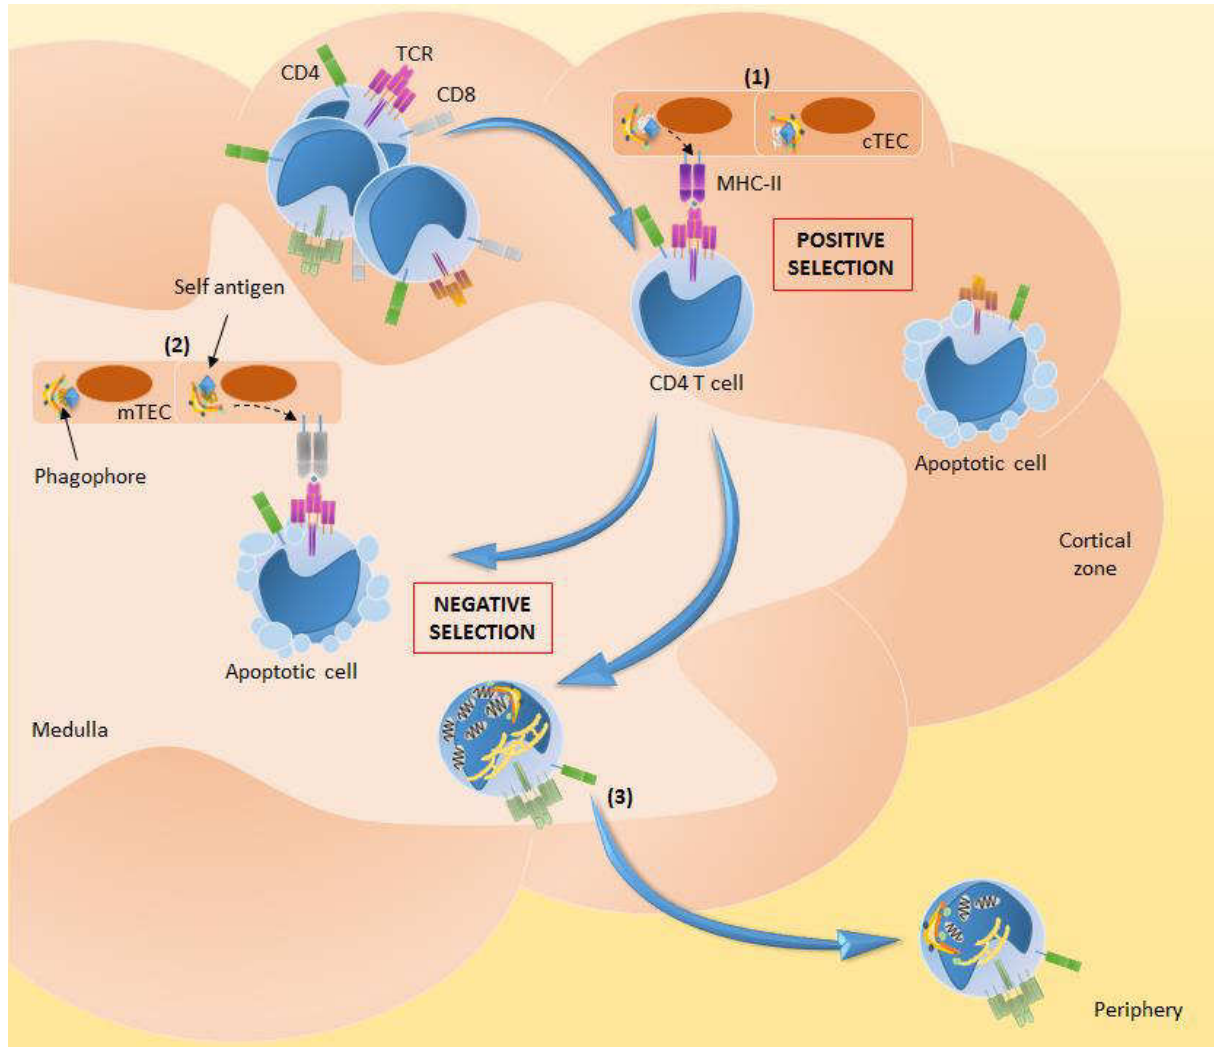 TCR
CD4
CD8
(1)
cTEC
MHC-II
POSITIVE
SELECTION
Self antigen
(2)
mTEC
CD4 T cell
Phagophore
Apoptotic cell
Cortical
zone
NEGATIVE
SELECTION
Apoptotic cell
Medulla
(3)
Periphery